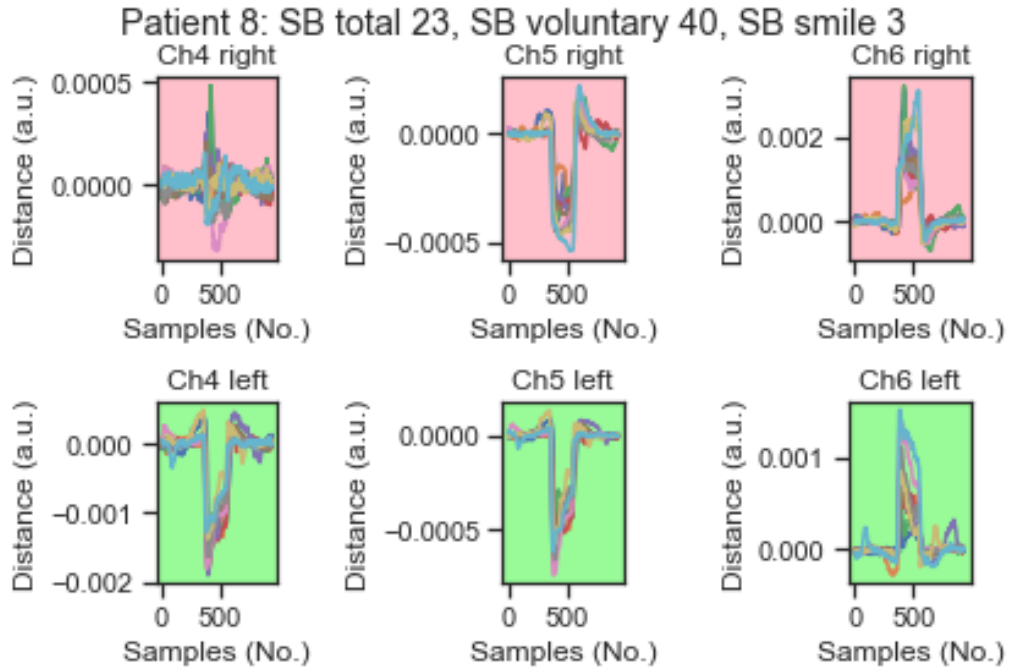 Patient 8: SB total 23, SB voluntary 40, SB smile 3
Ch4 right
Ch5 right
Ch6 right
Distance (a.u.)
0.0005
0.0000
0 500
Samples (No.)
Distance (a.u.)
0.0000
−0.0005
0 500
Samples (No.)
Distance (a.u.)
0.002
0.000
0 500
Samples (No.)
Ch4 left
Ch5 left
Ch6 left
Distance (a.u.)
0.000
−0.001
−0.002
0 500
Samples (No.)
Distance (a.u.)
0.0000
−0.0005
0 500
Samples (No.)
Distance (a.u.)
0.001
0.000
0 500
Samples (No.)